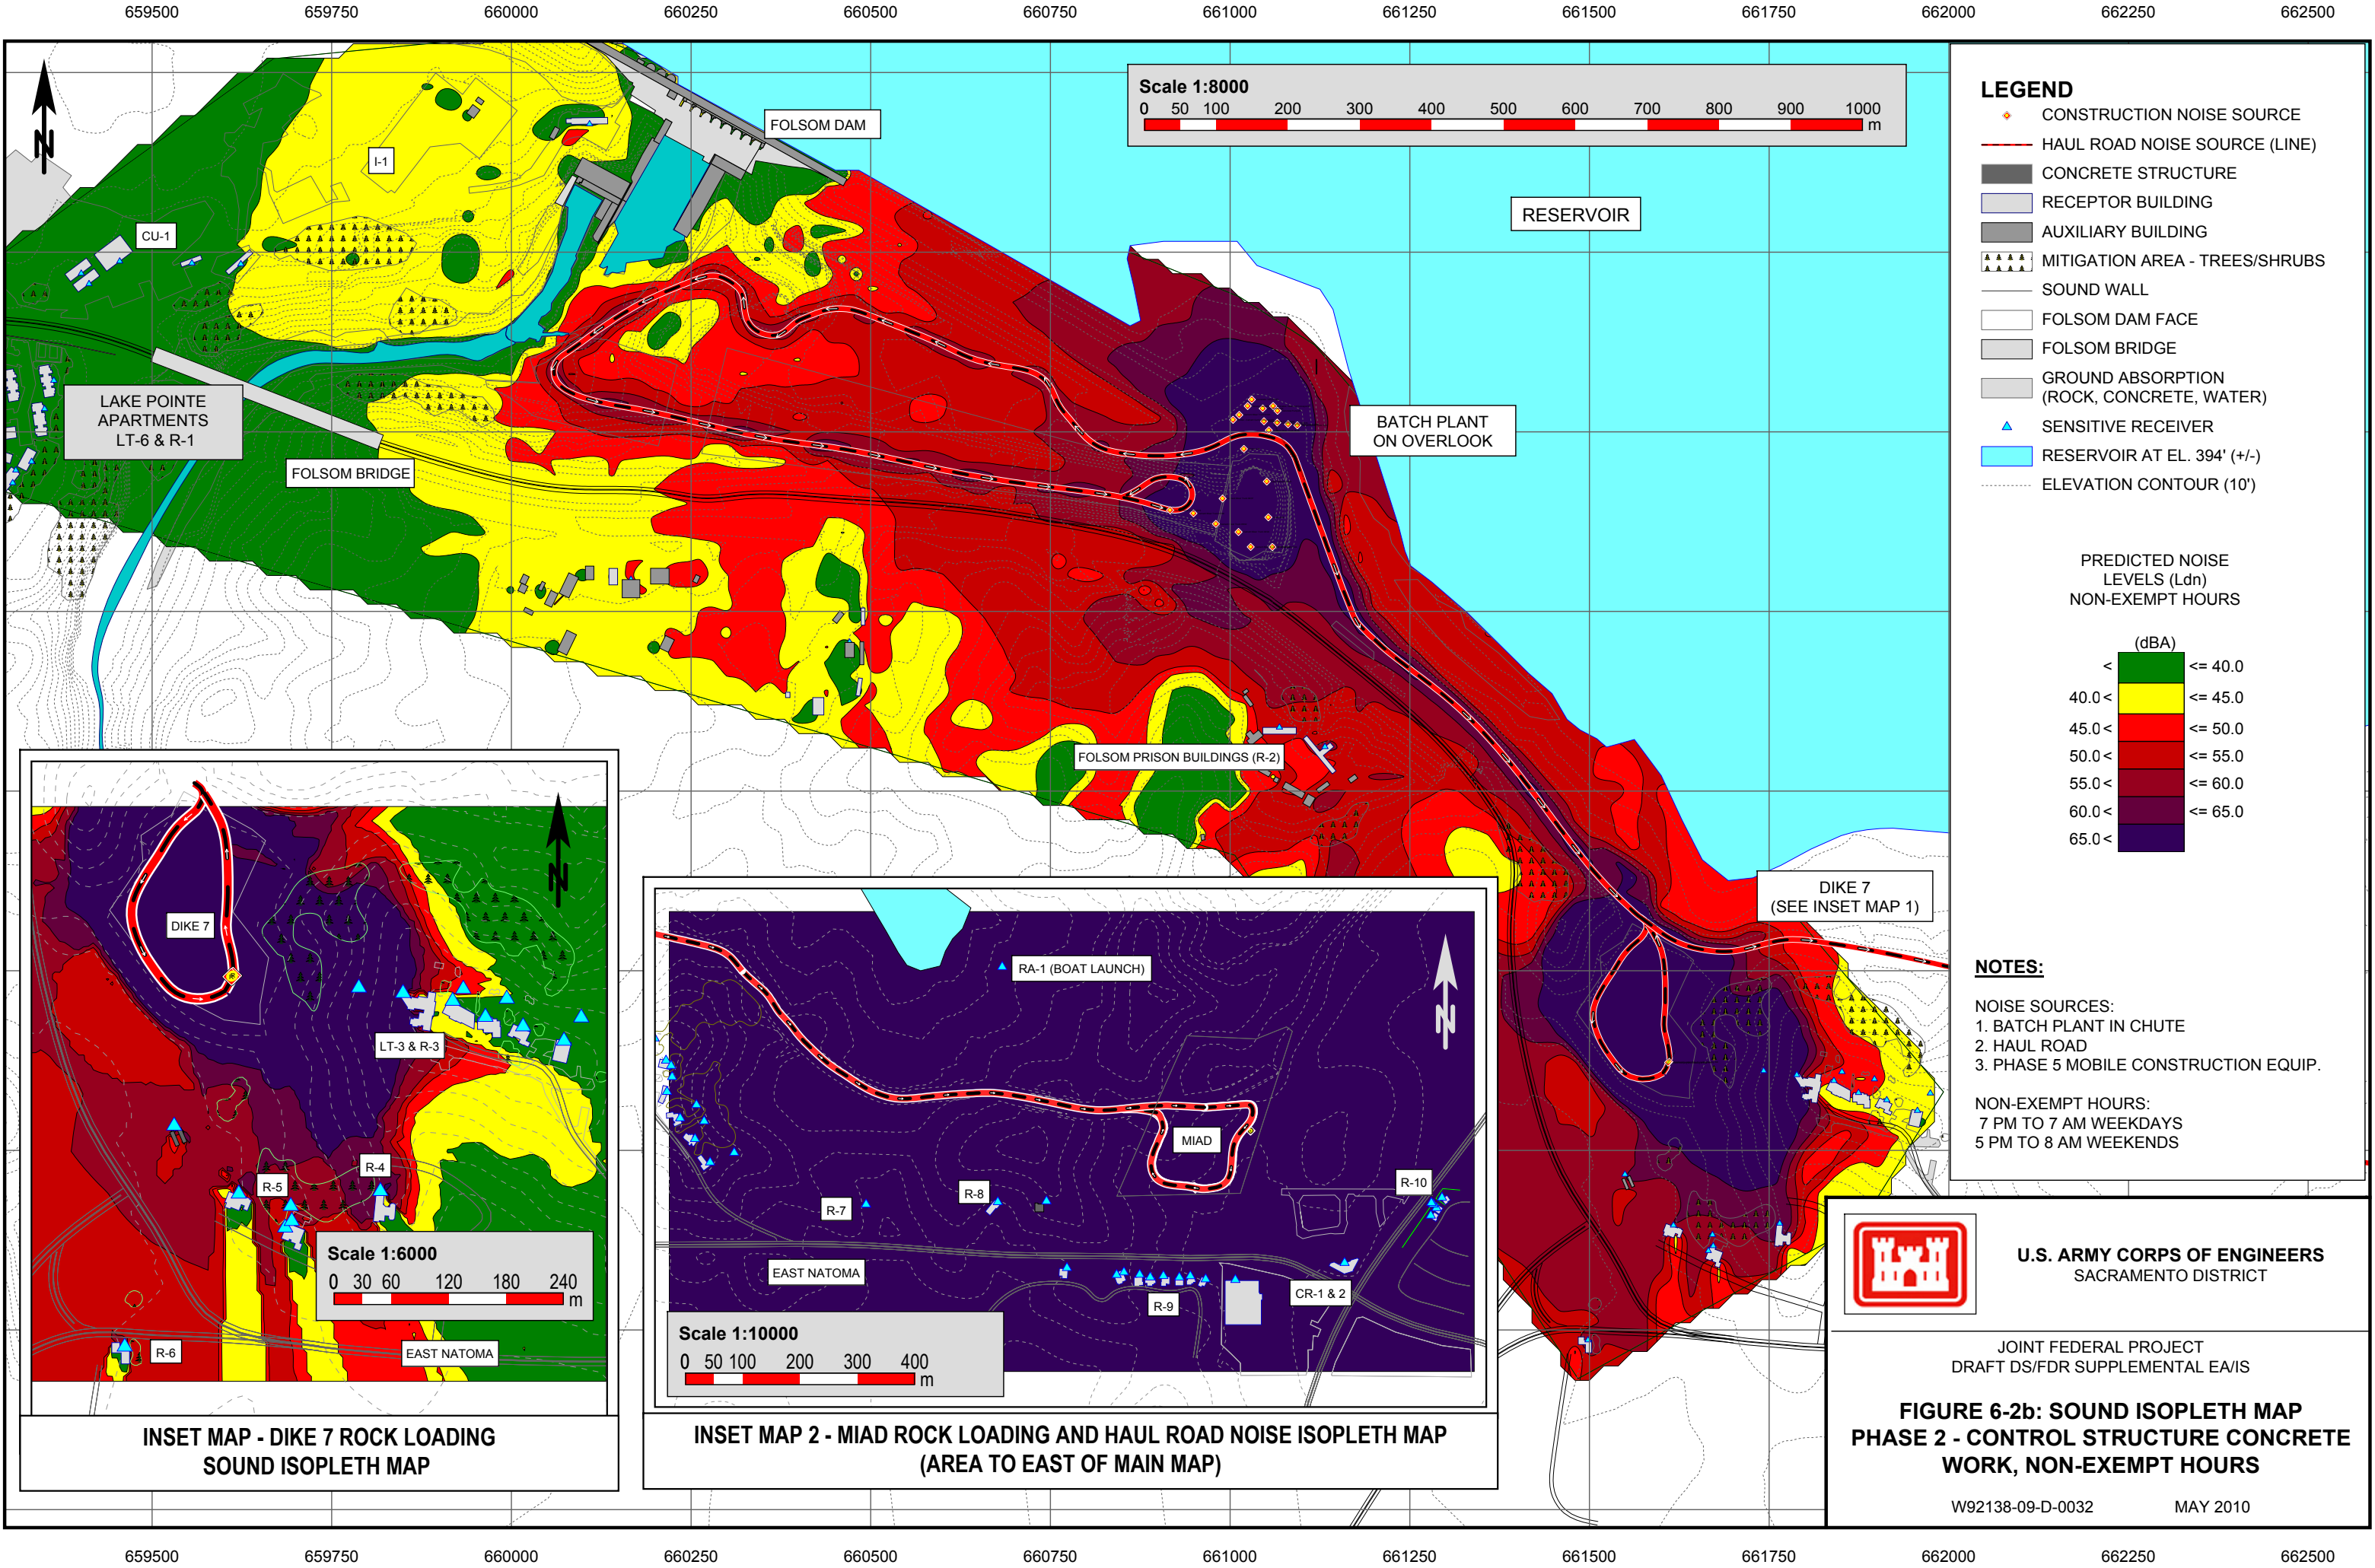 659500 659750 660000 660250 660500 660750 661000 661250 661500 661750 662000 662250 662500
N
I-1
CU-1
FOLSOM DAM
Scale 1:8000
0 50 100 200 300 400 500 600 700 800 900 1000
m
RESERVOIR
LAKE POINTE
APARTMENTS
LT-6 & R-1
FOLSOM BRIDGE
BATCH PLANT
ON OVERLOOK
FOLSOM PRISON BUILDINGS (R-2)
DIKE 7
(SEE INSET MAP 1)
LEGEND
CONSTRUCTION NOISE SOURCE
HAUL ROAD NOISE SOURCE (LINE)
CONCRETE STRUCTURE
RECEPTOR BUILDING
AUXILIARY BUILDING
MITIGATION AREA - TREES/SHRUBS
SOUND WALL
FOLSOM DAM FACE
FOLSOM BRIDGE
GROUND ABSORPTION
(ROCK, CONCRETE, WATER)
SENSITIVE RECEIVER
RESERVOIR AT EL. 394' (+/-)
ELEVATION CONTOUR (10')
PREDICTED NOISE
LEVELS (Ldn)
NON-EXEMPT HOURS
(dBA)
< <= 40.0
40.0 < <= 45.0
45.0 < <= 50.0
50.0 < <= 55.0
55.0 < <= 60.0
60.0 < <= 65.0
65.0 <
NOTES:
NOISE SOURCES:
1. BATCH PLANT IN CHUTE
2. HAUL ROAD
3. PHASE 5 MOBILE CONSTRUCTION EQUIP.
NON-EXEMPT HOURS:
7 PM TO 7 AM WEEKDAYS
5 PM TO 8 AM WEEKENDS
N
DIKE 7
LT-3 & R-3
R-4
R-5
R-6
EAST NATOMA
Scale 1:6000
0 30 60 120 180 240
m
INSET MAP - DIKE 7 ROCK LOADING
SOUND ISOPLETH MAP
RA-1 (BOAT LAUNCH)
N
MIAD
R-7
R-8
R-10
EAST NATOMA
R-9
CR-1 & 2
Scale 1:10000
0 50 100 200 300 400
m
INSET MAP 2 - MIAD ROCK LOADING AND HAUL ROAD NOISE ISOPLETH MAP
(AREA TO EAST OF MAIN MAP)
U.S. ARMY CORPS OF ENGINEERS
SACRAMENTO DISTRICT
JOINT FEDERAL PROJECT
DRAFT DS/FDR SUPPLEMENTAL EA/IS
FIGURE 6-2b: SOUND ISOPLETH MAP
PHASE 2 - CONTROL STRUCTURE CONCRETE
WORK, NON-EXEMPT HOURS
W92138-09-D-0032 MAY 2010
659500 659750 660000 660250 660500 660750 661000 661250 661500 661750 662000 662250 662500